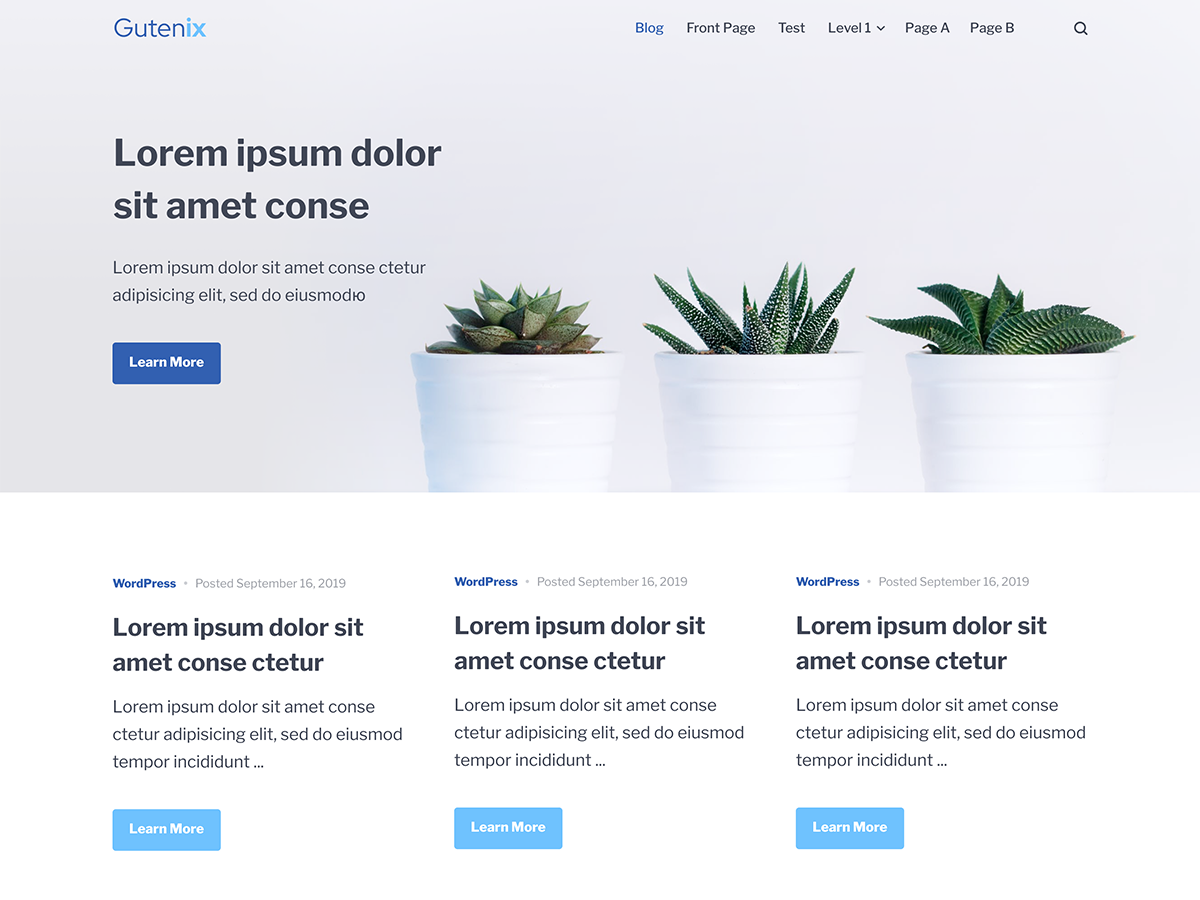 Gutenix
Blog Front Page Test Level 1 Page A Page B
Lorem ipsum dolor
sit amet conse
Lorem ipsum dolor sit amet conse ctetur
adipisicing elit, sed do eiusmodю
Learn More
WordPress • Posted September 16, 2019
Lorem ipsum dolor sit
amet conse ctetur
Lorem ipsum dolor sit amet conse
ctetur adipisicing elit, sed do eiusmod
tempor incididunt ...
Learn More
WordPress • Posted September 16, 2019
Lorem ipsum dolor sit
amet conse ctetur
Lorem ipsum dolor sit amet conse
ctetur adipisicing elit, sed do eiusmod
tempor incididunt ...
Learn More
WordPress • Posted September 16, 2019
Lorem ipsum dolor sit
amet conse ctetur
Lorem ipsum dolor sit amet conse
ctetur adipisicing elit, sed do eiusmod
tempor incididunt ...
Learn More